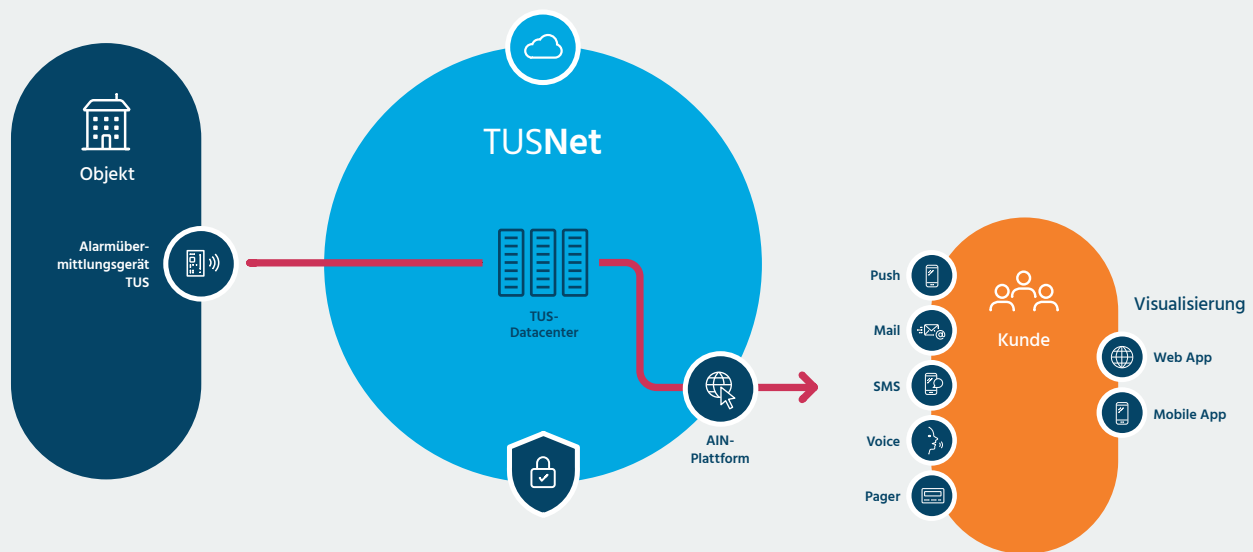 Objekt
Alarmüber-
mittlungsgerät
TUS
TUSNet
TUS-
Datacenter
AIN-
Plattform
Push
Mail
SMS
Voice
Pager
Kunde
Visualisierung
Web App
Mobile App